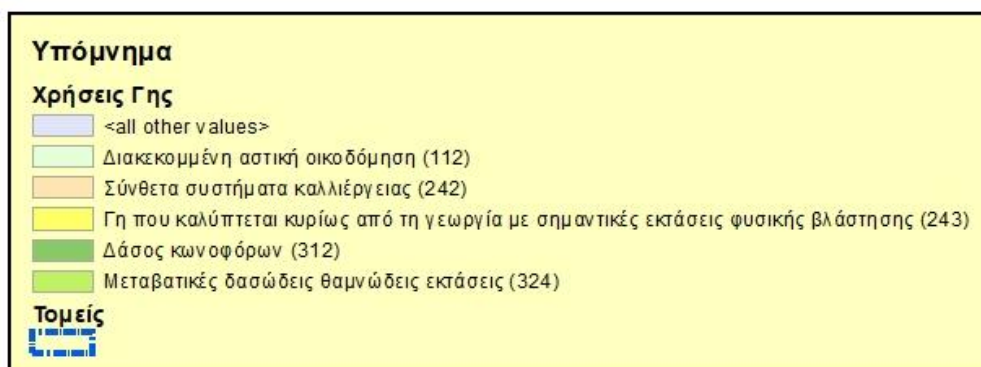 Υπόμνημα
Χρήσεις Γης
<all other values>
Διακεκομμένη αστική οικοδόμηση (112)
Σύνθετα συστήματα καλλιέργειας (242)
Γη που καλύπτεται κυρίως από τη γεωργία με σημαντικές εκτάσεις φυσικής βλάστησης (243)
Δάσος κωνοφόρων (312)
Μεταβατικές δασώδεις θαμνώδεις εκτάσεις (324)
Τομείς